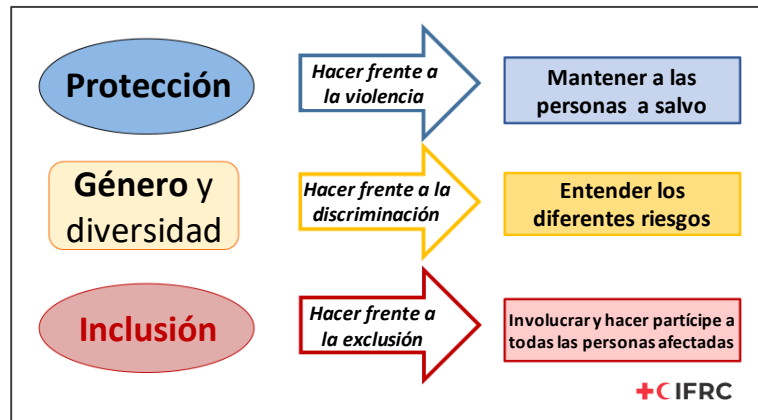 Protección
Hacer frente a
la violencia
Mantener a las
personas a salvo
Género y
diversidad
Hacer frente a la
discriminación
Entender los
diferentes riesgos
Inclusión
Hacer frente a
la exclusión
Involucrar y hacer partícipe a
todas las personas afectadas
IFRC